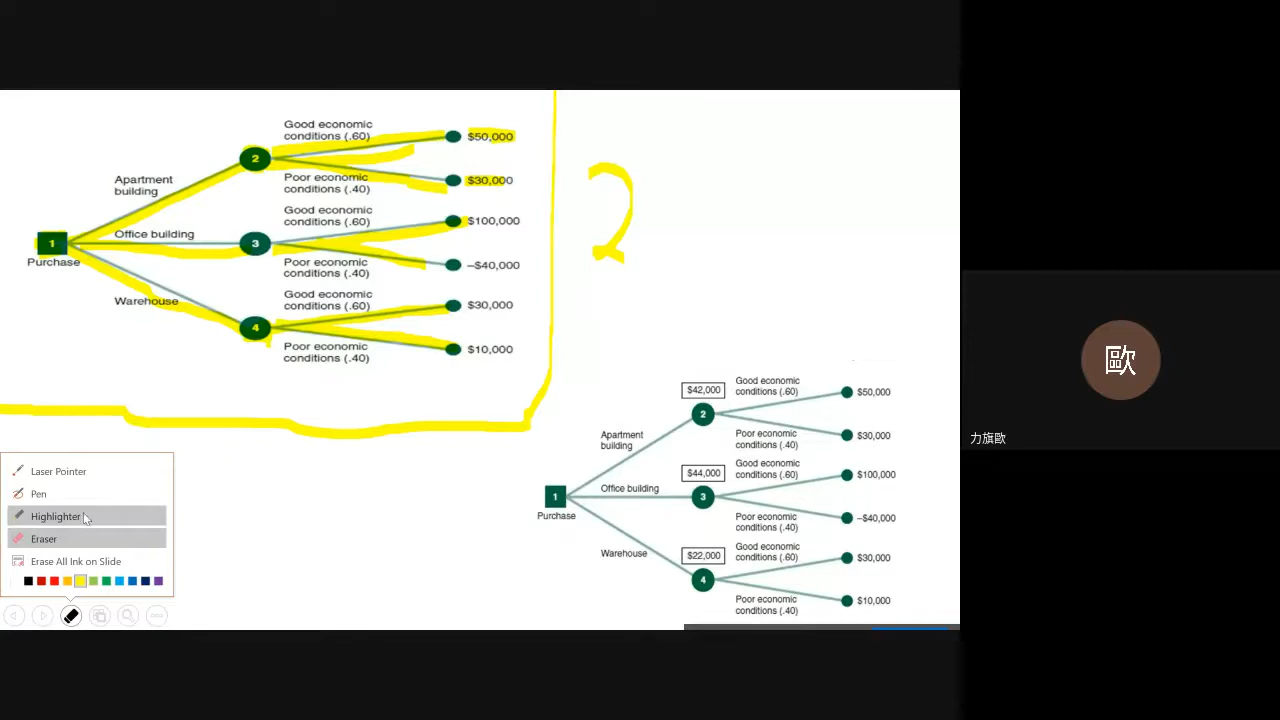 Good economic
conditions (.60)
$50,000
2
Apartment
building
Poor economic
conditions (.40)
$30,000
Good economic
conditions (.60)
$100,000
Office building
1
3
Purchase
Poor economic
conditions (.40)
–$40,000
Good economic
conditions (.60)
$30,000
Warehouse
4
Poor economic
conditions (.40)
$10,000
2
$42,000
Good economic
conditions (.60)
$50,000
2
Apartment
building
Poor economic
conditions (.40)
$30,000
$44,000
Good economic
conditions (.60)
$100,000
Office building
1
3
Purchase
Poor economic
conditions (.40)
–$40,000
$22,000
Good economic
conditions (.60)
$30,000
Warehouse
4
Poor economic
conditions (.40)
$10,000
Laser Pointer
Pen
Highlighter
Eraser
Erase All Ink on Slide
歐
力旗歐